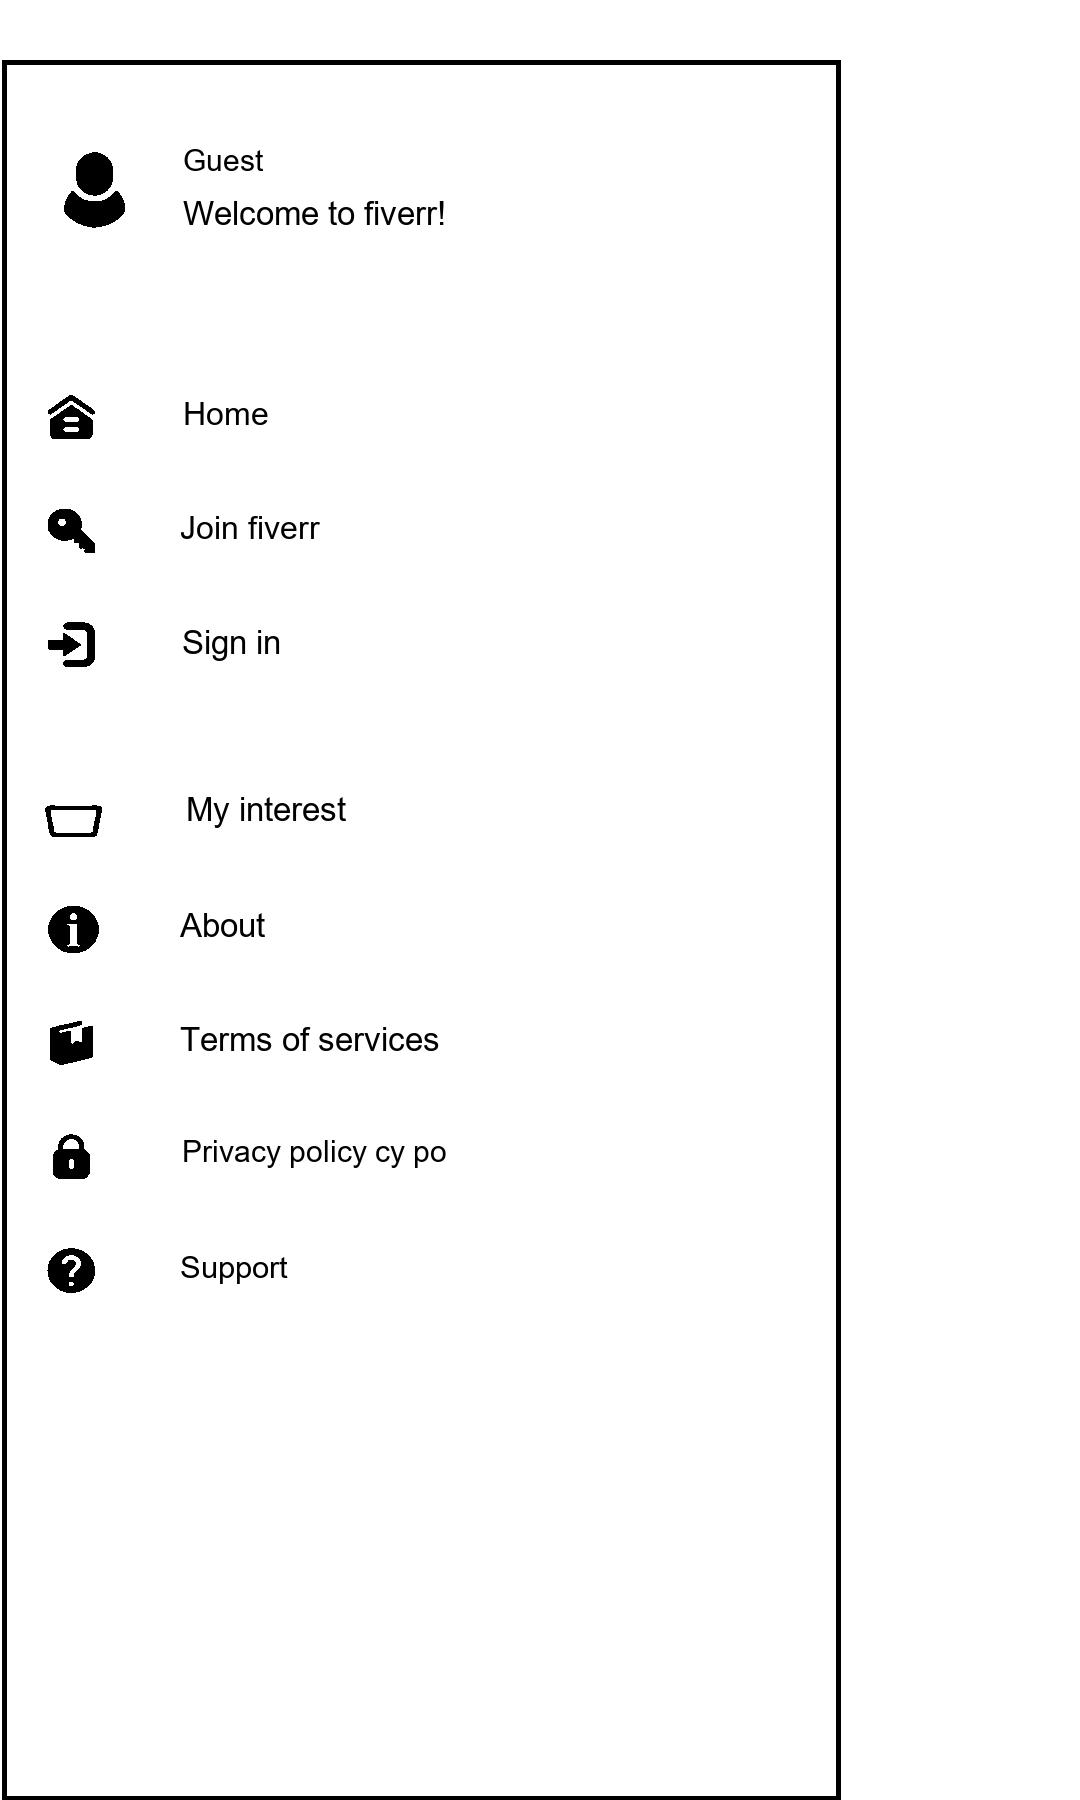 Guest
Welcome to fiverr!
Home
Join fiverr
Sign in
My interest
About
Terms of services
Privacy policy cy po
Support